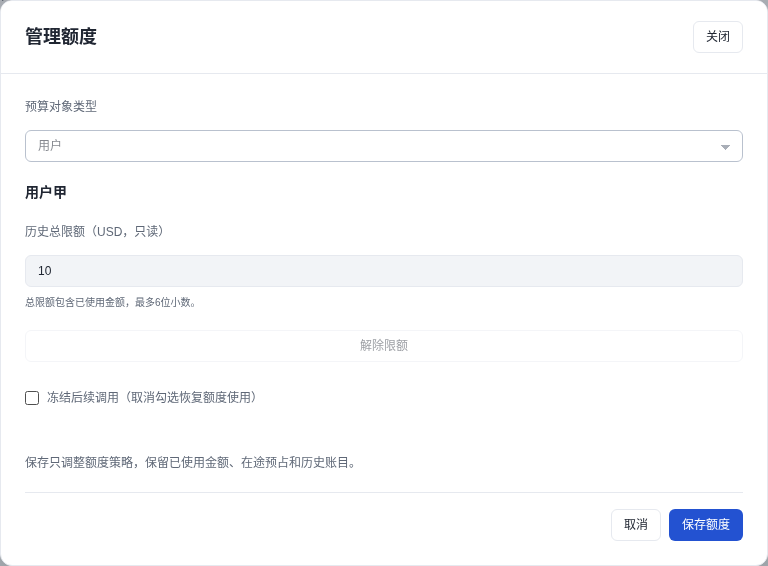 管理额度
关闭
预算对象类型
用户
用户甲
历史总限额（USD，只读）
10
总限额包含已使用金额，最多6位小数。
解除限额
冻结后续调用（取消勾选恢复额度使用）
保存只调整额度策略，保留已使用金额、在途预占和历史账目。
取消
保存额度